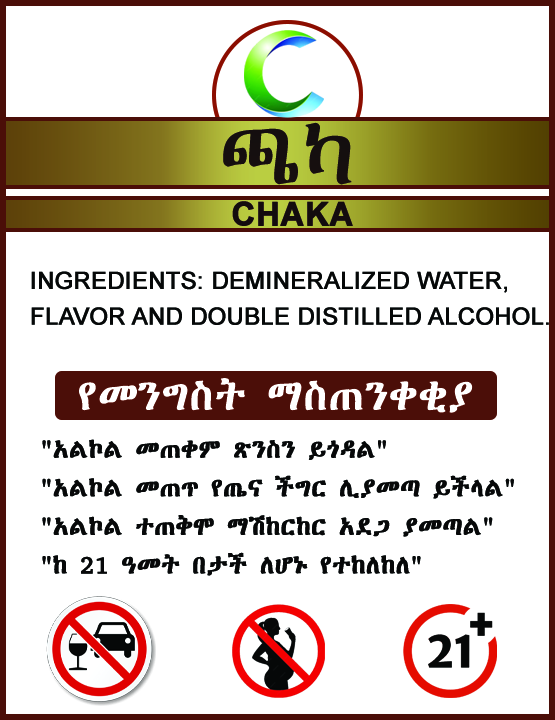 C
ጫካ
CHAKA
INGREDIENTS: DEMINERALIZED WATER,
FLAVOR AND DOUBLE DISTILLED ALCOHOL.
የመንግስት ማስጠንቀቂያ
"አልኮል መጠቀም ጽንስን ይጎዳል"
"አልኮል መጠጥ የጤና ችግር ሊያመጣ ይችላል"
"አልኮል ተጠቅሞ ማሽከርከር አደጋ ያመጣል"
"ከ 21 ዓመት በታች ለሆኑ የተከለከለ"
21+